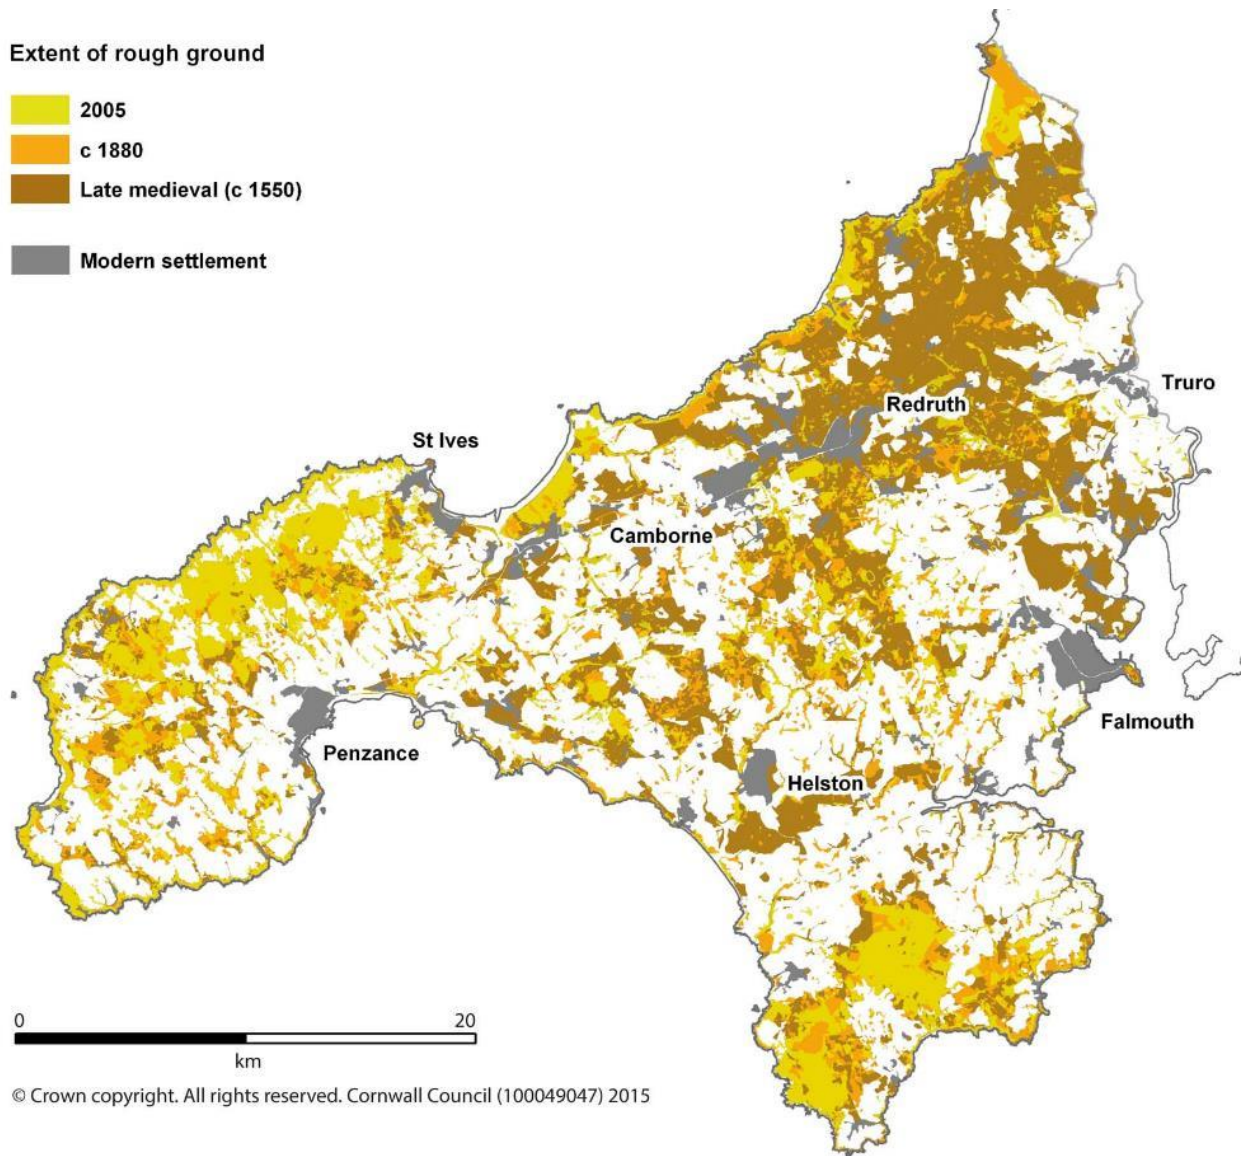 Extent of rough ground
2005
c 1880
Late medieval (c 1550)
Modern settlement
Truro
Redruth
St Ives
Camborne
Falmouth
Penzance
Helston
0 20
km
© Crown copyright. All rights reserved. Cornwall Council (100049047) 2015